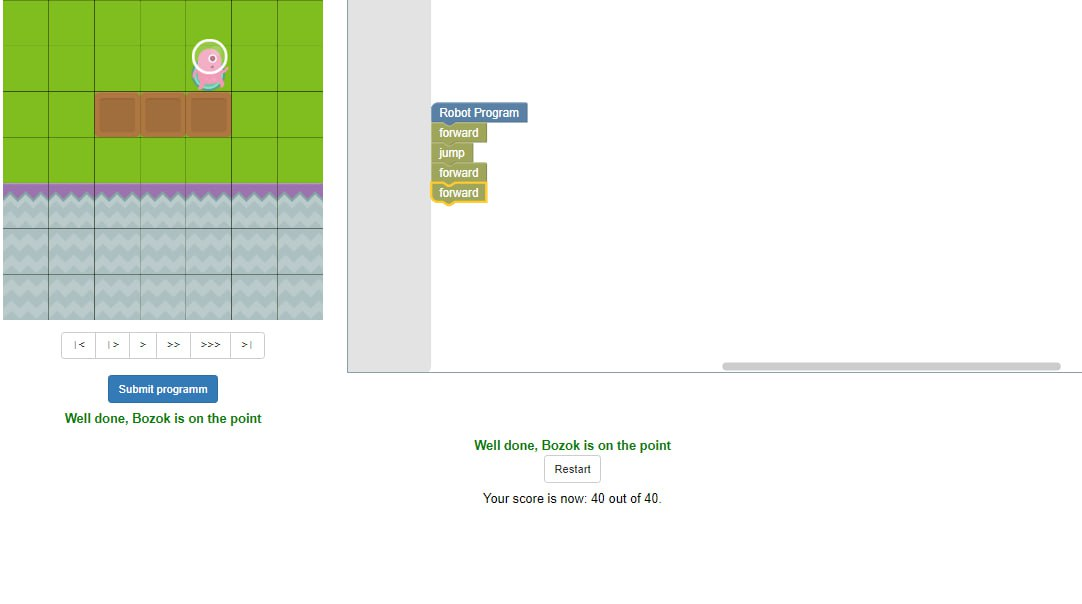 Robot Program
forward
jump
forward
forward
|< |> > >> >>> >|
Submit programm
Well done, Bozok is on the point
Well done, Bozok is on the point
Restart
Your score is now: 40 out of 40.